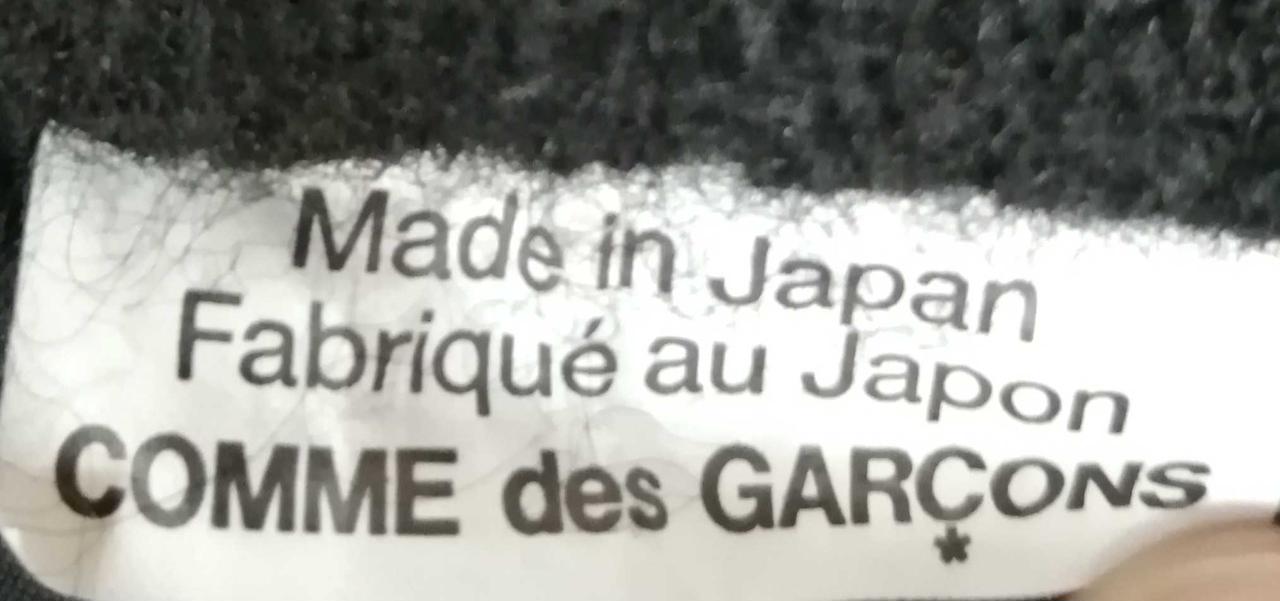 Made in Japan
Fabriqué au Japon
COMME des GARÇONS
*